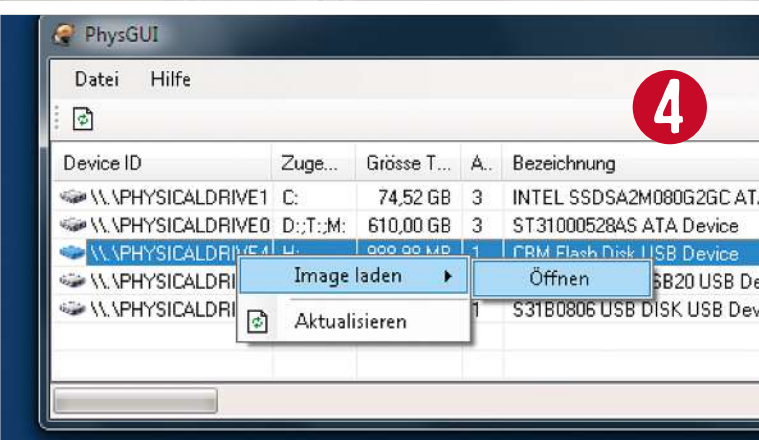 PhysGUI
Datei Hilfe
4
Device ID Zuge... Grösse T... A.. Bezeichnung
\\.\PHYSICALDRIVE1 C: 74,52 GB 3 INTEL SSDSA2M080G2GC AT
\\.\PHYSICALDRIVE0 D:;T:;M: 610,00 GB 3 ST31000528AS ATA Device
\\.\PHYSICALDRIVE4 H: 1 CBM Flash Disk USB Device
\\.\PHYSICALDRI Image laden Öffnen SB20 USB De
\\.\PHYSICALDRI Aktualisieren 1 S31B0806 USB DISK USB Dev